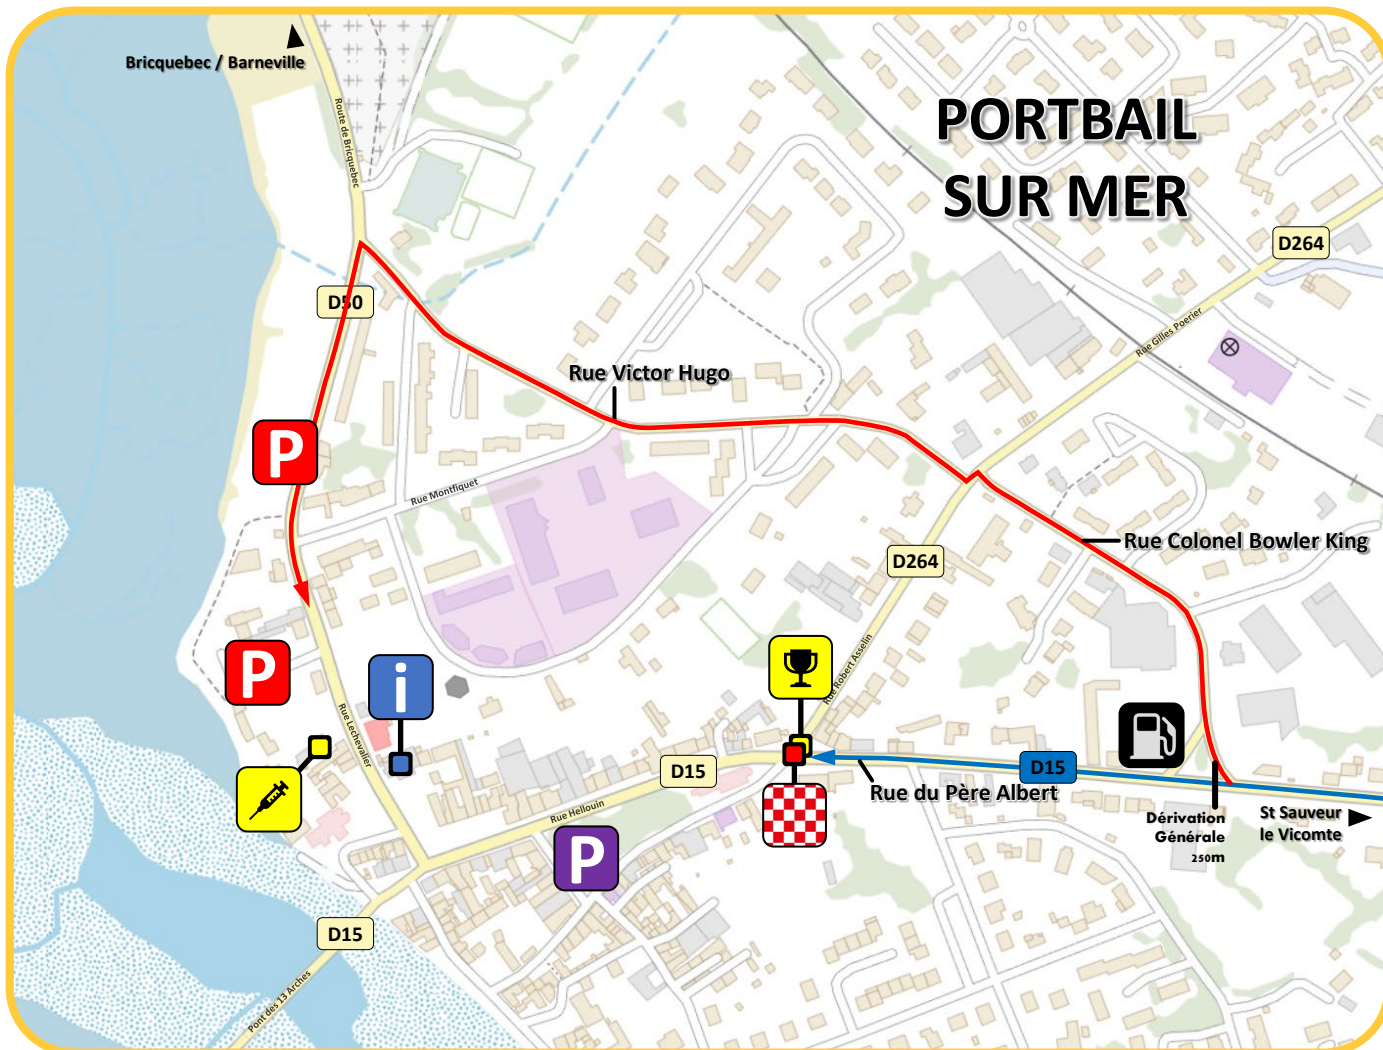 Bricquebec / Barneville
PORTBAIL
SUR MER
Route de Bricquebec
D264
D50
Rue Gilles Poerier
Rue Victor Hugo
P
Rue Montfiquet
Rue Colonel Bowler King
D264
P
i
Rue Robert Asselin
Rue Lechevalier
D15
D15
Rue du Père Albert
Rue Hellouin
Dérivation
Générale
250m
St Sauveur
le Vicomte
P
D15
Pont des 13 Arches